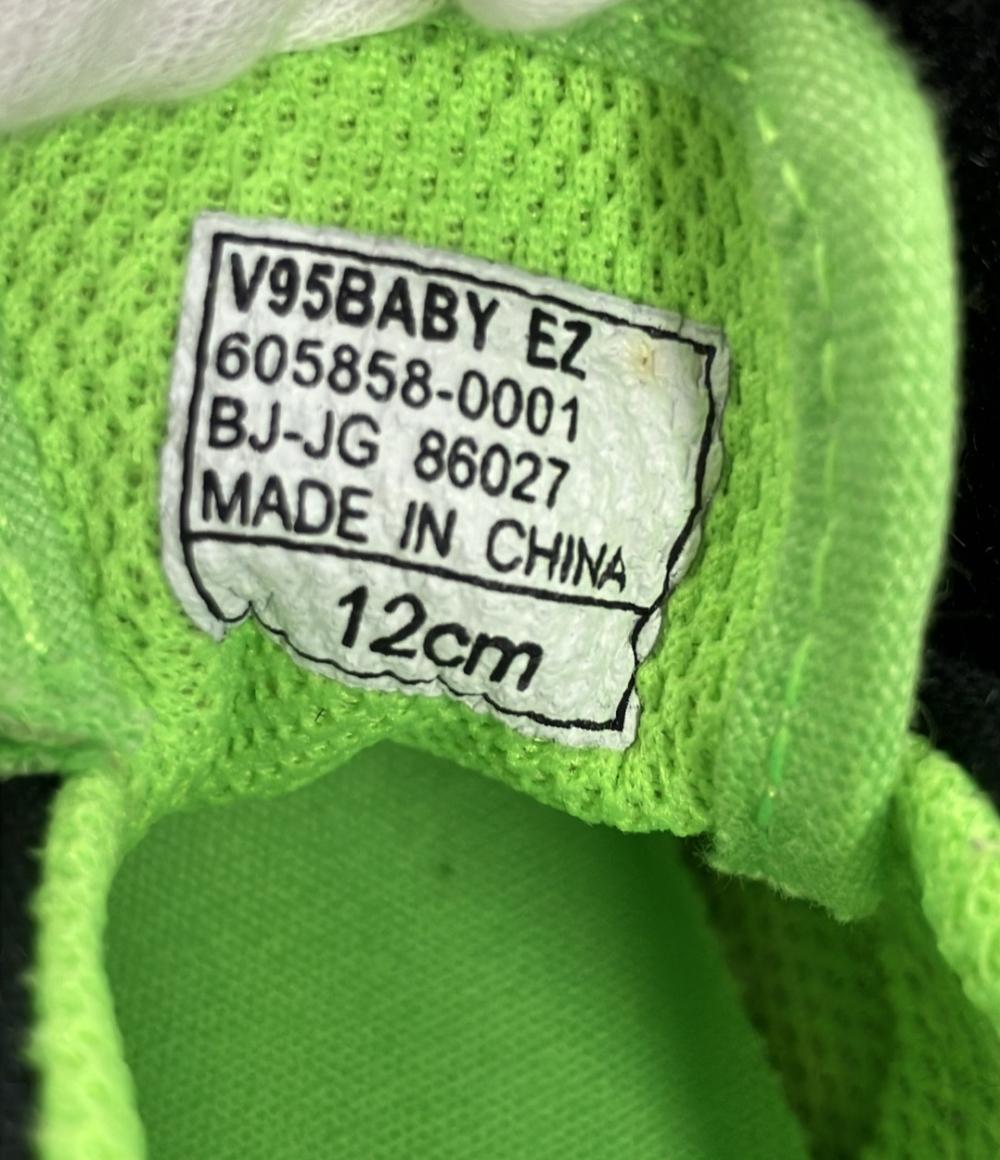 V95BABY EZ
605858-0001
BJ-JG 86027
MADE IN CHINA
12cm